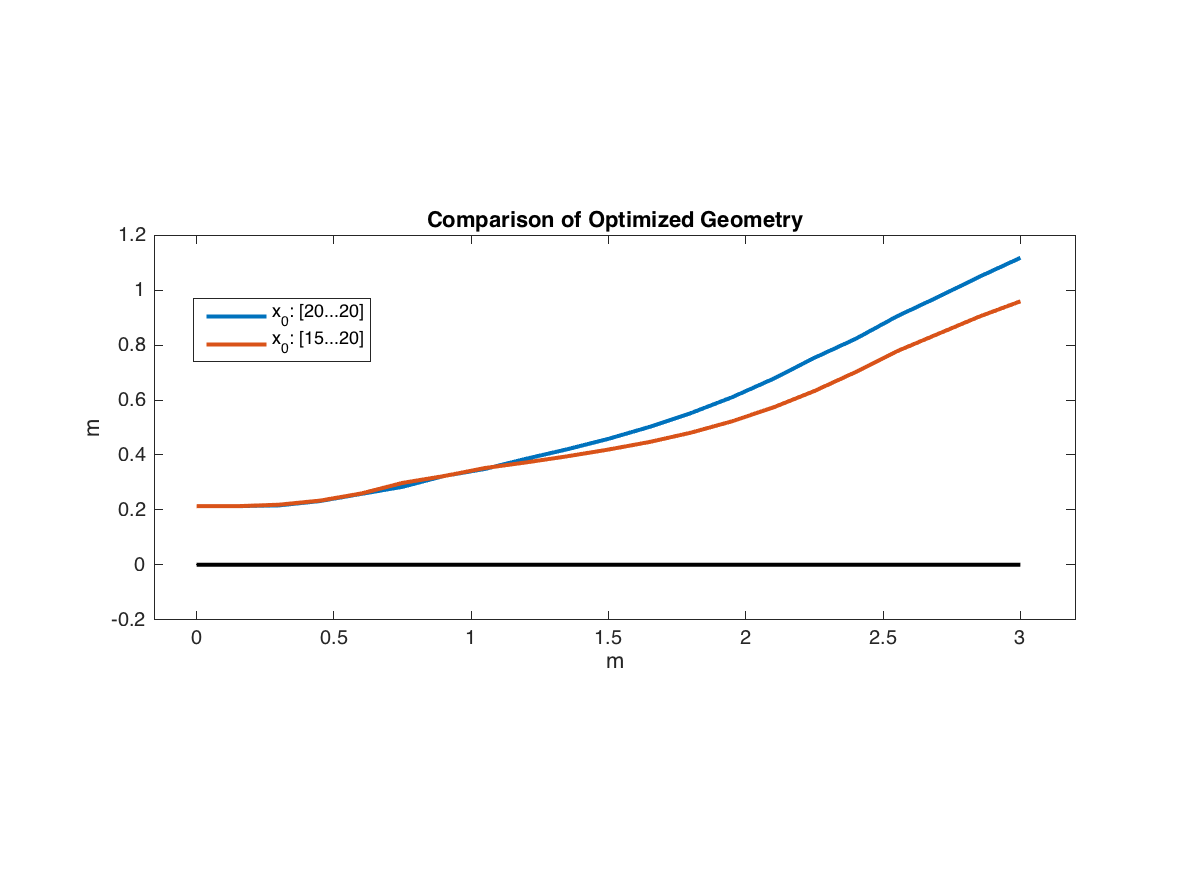 Comparison of Optimized Geometry
1.2
1
0.8
0.6
0.4
0.2
0
-0.2
m
x0: [20...20]
x0: [15...20]
0 0.5 1 1.5 2 2.5 3
m